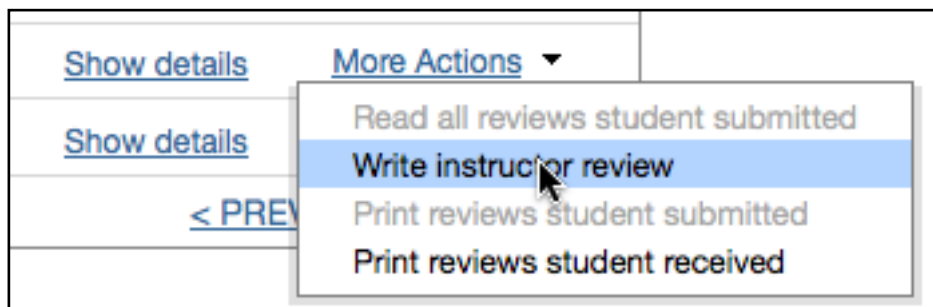 Show details More Actions
Read all reviews student submitted
Show details Write instructor review
< PREV Print reviews student submitted
Print reviews student received